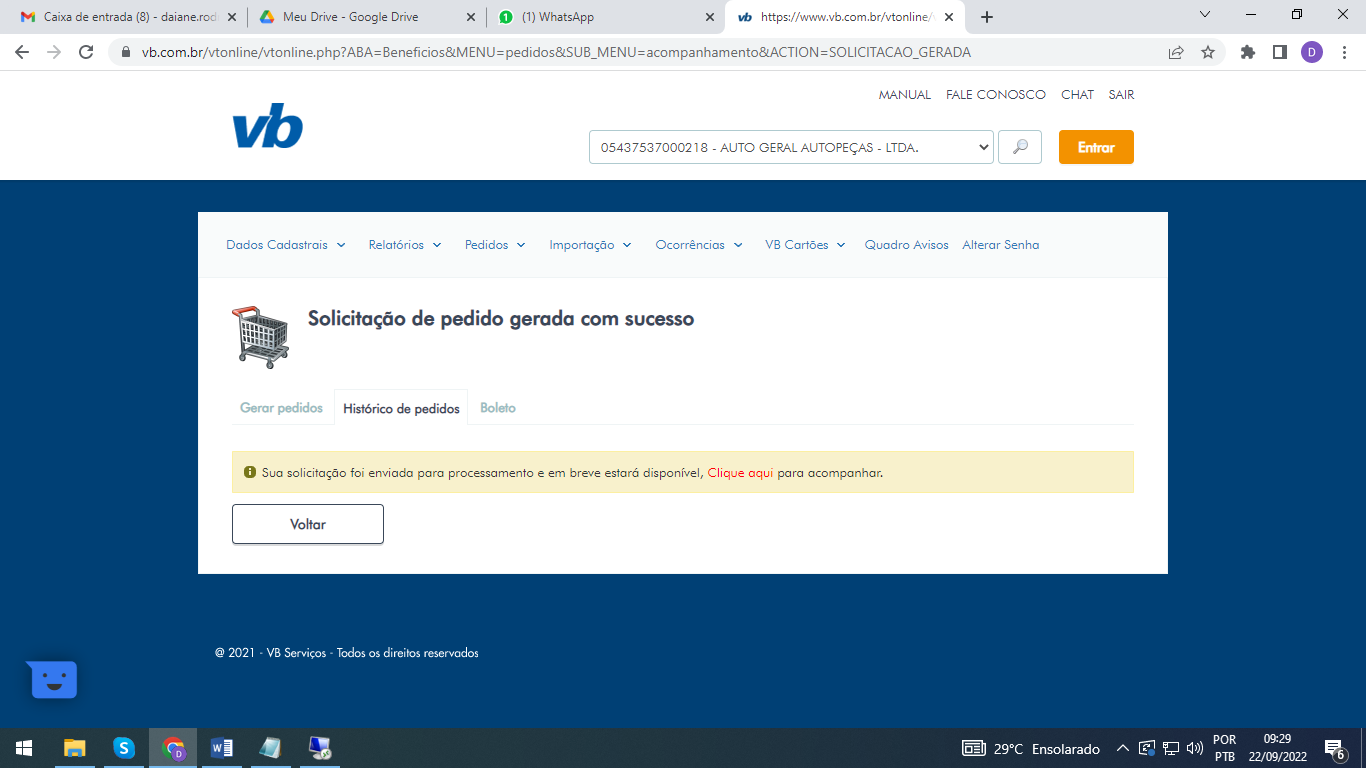 Caixa de entrada (8) - daiane.rod
Meu Drive - Google Drive
(1) WhatsApp
https://www.vb.com.br/vtonline/v
vb.com.br/vtonline/vtonline.php?ABA=Beneficios&MENU=pedidos&SUB_MENU=acompanhamento&ACTION=SOLICITACAO_GERADA
D
MANUAL FALE CONOSCO CHAT SAIR
vb
05437537000218 - AUTO GERAL AUTOPEÇAS - LTDA.
Entrar
Dados Cadastrais Relatórios Pedidos Importação Ocorrências VB Cartões Quadro Avisos Alterar Senha
Solicitação de pedido gerada com sucesso
Gerar pedidos Histórico de pedidos Boleto
Sua solicitação foi enviada para processamento e em breve estará disponível, Clique aqui para acompanhar.
Voltar
@ 2021 - VB Serviços - Todos os direitos reservados
29°C Ensolarado
POR
PTB
09:29
22/09/2022
6